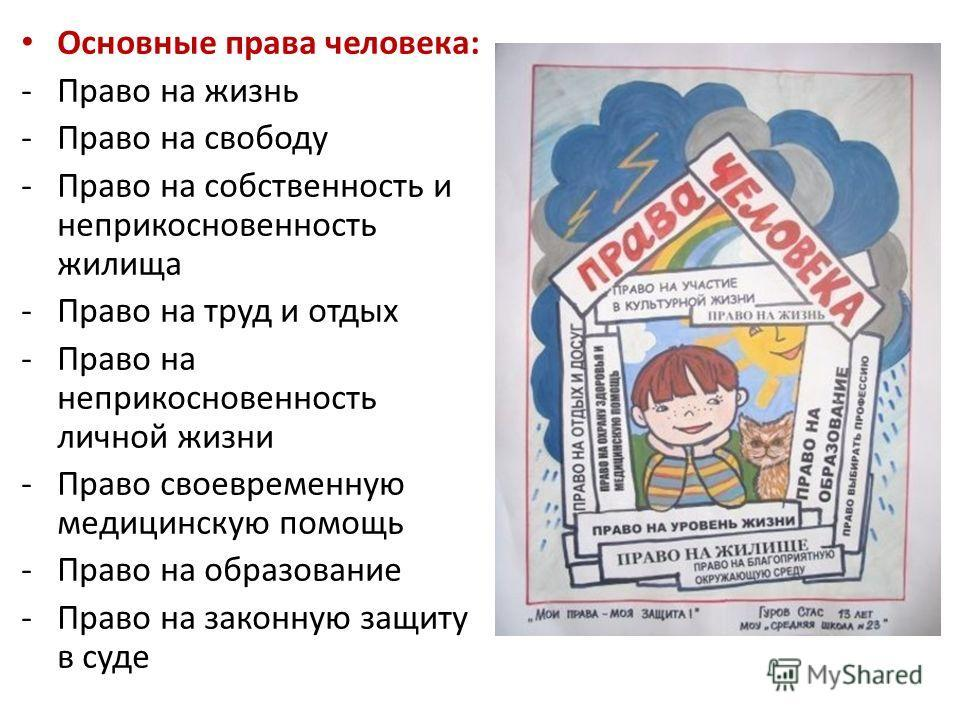 • Основные права человека:
- Право на жизнь
- Право на свободу
- Право на собственность и
неприкосновенность
жилища
- Право на труд и отдых
- Право на
неприкосновенность
личной жизни
- Право своевременную
медицинскую помощь
- Право на образование
- Право на законную защиту
в суде
ПРАВА
ЧЕЛОВЕКА
ПРАВО НА УЧАСТИЕ
В КУЛЬТУРНОЙ ЖИЗНИ
ПРАВО НА ЖИЗНЬ
ПРАВО НА ОТДЫХ И ДОСУГ
ПРАВО НА ОХРАНУ ЗДОРОВЬЯ И
МЕДИЦИНСКУЮ ПОМОЩЬ
ПРАВО НА
ОБРАЗОВАНИЕ
ПРАВО ВЫБИРАТЬ ПРОФЕССИЮ
ПРАВО НА УРОВЕНЬ ЖИЗНИ
ПРАВО НА ЖИЛИЩЕ
ПРАВО НА БЛАГОПРИЯТНУЮ
ОКРУЖАЮЩУЮ СРЕДУ
„Мои права – моя защита!" Гуров Стас 13 лет
МОУ „Средняя школа №23"
MyShared